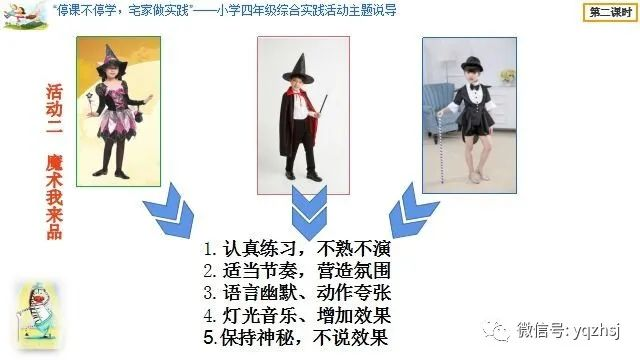 “停课不停学，宅家做实践”——小学四年级综合实践活动主题说导
第二课时
活动二 魔术我来品
1. 认真练习，不熟不演
2. 适当节奏，营造氛围
3. 语言幽默、动作夸张
4. 灯光音乐、增加效果
5.保持神秘，不说效果
微信号: yqzhsj